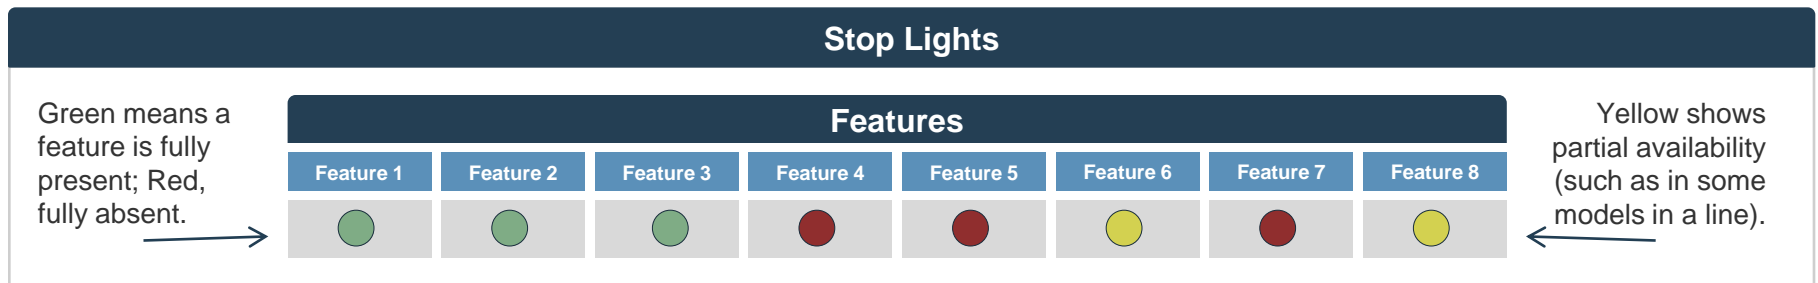 Stop Lights
Green means a
feature is fully
present; Red,
fully absent.
Features
Feature 1
Feature 2
Feature 3
Feature 4
Feature 5
Feature 6
Feature 7
Feature 8
Yellow shows
partial availability
(such as in some
models in a line).